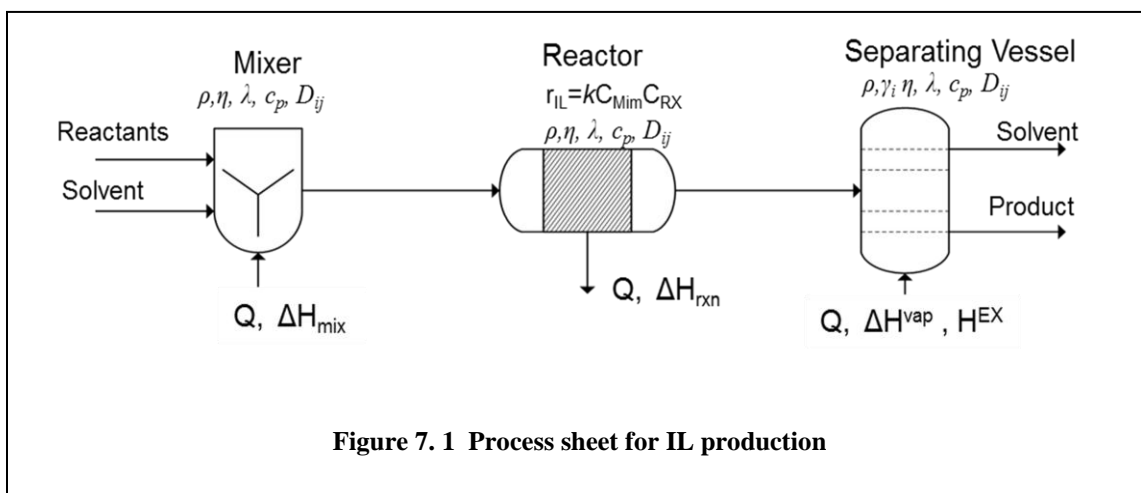 Mixer
ρ,η, λ, c_p, D_ij
Reactants
Solvent
Q, ΔH_mix
Reactor
r_IL=kC_MimC_RX
ρ,η, λ, c_p, D_ij
Q, ΔH_rxn
Separating Vessel
ρ,γ_i η, λ, c_p, D_ij
Solvent
Product
Q, ΔH^vap , H^EX
Figure 7. 1 Process sheet for IL production